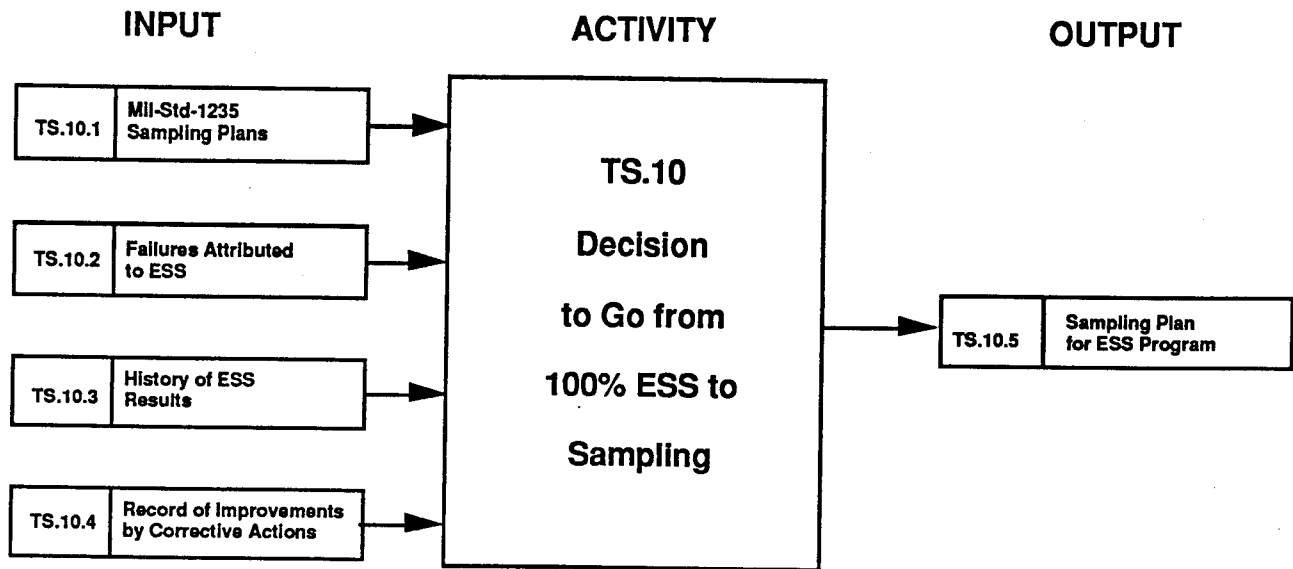 INPUT
ACTIVITY
OUTPUT
TS.10.1
Mil-Std-1235
Sampling Plans
TS.10.2
Failures Attributed
to ESS
TS.10.3
History of ESS
Results
TS.10.4
Record of Improvements
by Corrective Actions
TS.10
Decision
to Go from
100% ESS to
Sampling
TS.10.5
Sampling Plan
for ESS Program